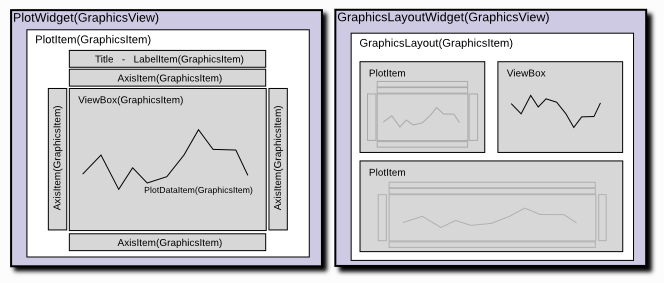 PlotWidget(GraphicsView)
PlotItem(GraphicsItem)
Title - LabelItem(GraphicsItem)
AxisItem(GraphicsItem)
AxisItem(GraphicsItem)
ViewBox(GraphicsItem)
PlotDataItem(GraphicsItem)
AxisItem(GraphicsItem)
AxisItem(GraphicsItem)
GraphicsLayoutWidget(GraphicsView)
GraphicsLayout(GraphicsItem)
PlotItem
ViewBox
PlotItem